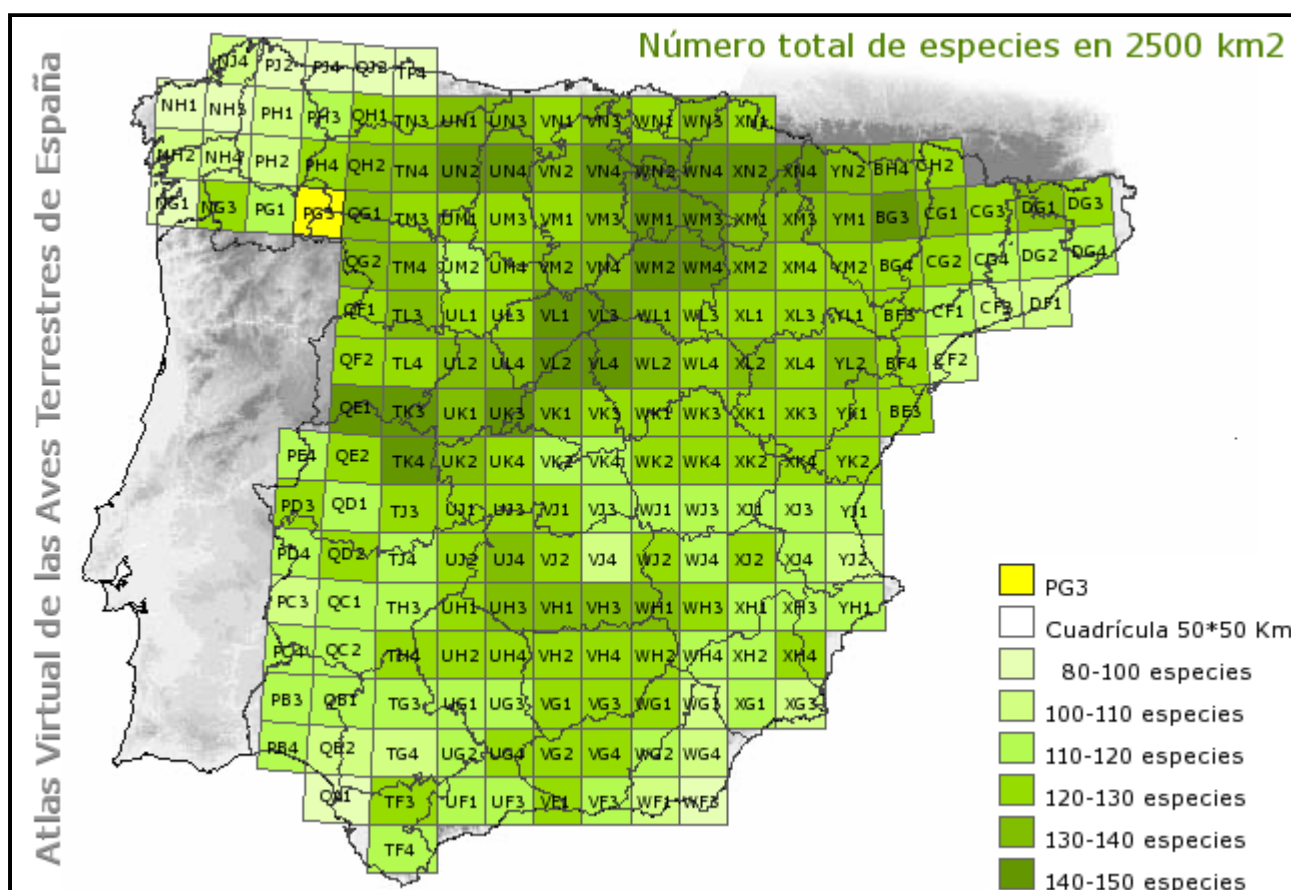 Número total de especies en 2500 km2
Atlas Virtual de las Aves Terrestres de España
NJ4 PJ2 PJ4 QJ2 TP4
NH1 NH3 PH1 PH3 QH1 TN3 UN1 UN3 VN1 VN3 WN1 WN3 XN1
NH2 NH4 PH2 PH4 QH2 TN4 UN2 UN4 VN2 VN4 WN2 WN4 XN2 XN4 YN2 BH4 CH2
NG1 NG3 PG1 PG3 QG1 TM3 UM1 UM3 VM1 VM3 WM1 WM3 XM1 XM3 YM1 BG3 CG1 CG3 DG1 DG3
QG2 TM4 UM2 UM4 VM2 VN4 WM2 WM4 XM2 XM4 YM2 BG4 CG2 CG4 DG2 DG4
QF1 TL3 UL1 UL3 VL1 VL3 WL1 WL3 XL1 XL3 YL1 BF3 CF1 CF3 DF1
QF2 TL4 UL2 UL4 VL2 VL4 WL2 WL4 XL2 XL4 YL2 BF4 CF2
QE1 TK3 UK1 UK3 VK1 VK3 WK1 WK3 XK1 XK3 YK1 BE3
PE4 QE2 TK4 UK2 UK4 VK2 VK4 WK2 WK4 XK2 XK4 YK2
PD3 QD1 TJ3 UJ1 UJ3 VJ1 VJ3 WJ1 WJ3 XJ1 XJ3 YJ1
PD4 QD2 TJ4 UJ2 UJ4 VJ2 VJ4 WJ2 WJ4 XJ2 XJ4 YJ2
PC3 QC1 TH3 UH1 UH3 VH1 VH3 WH1 WH3 XH1 XH3 YH1
PC4 QC2 TH4 UH2 UH4 VH2 VH4 WH2 WH4 XH2 XH4
PB3 QB1 TG3 UG1 UG3 VG1 VG3 WG1 WG3 XG1 XG3
PB4 QB2 TG4 UG2 UG4 VG2 VG4 WG2 WG4
QA1 TF3 UF1 UF3 VF1 VF3 WF1 WF3
TF4
PG3
Cuadrícula 50*50 Km
80-100 especies
100-110 especies
110-120 especies
120-130 especies
130-140 especies
140-150 especies